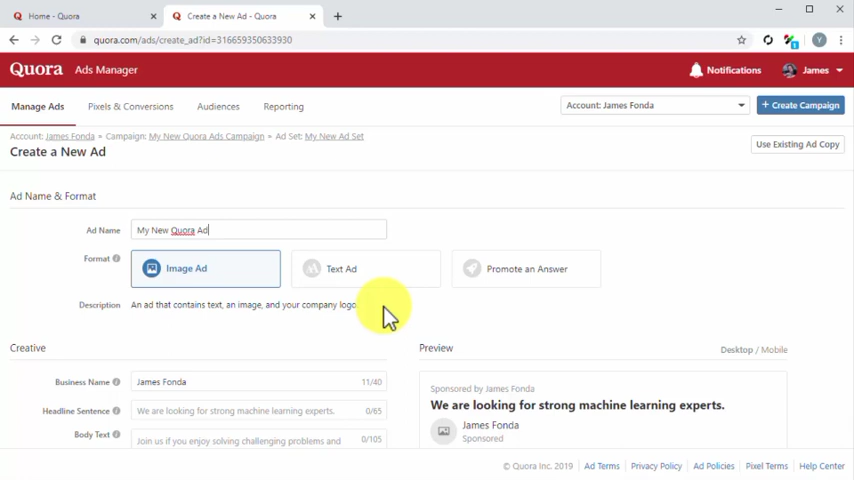 Home - Quora
Create a New Ad - Quora
quora.com/ads/create_ad?id=316659350633930
Y
Quora Ads Manager
Notifications
James
Manage Ads
Pixels & Conversions
Audiences
Reporting
Account: James Fonda
+ Create Campaign
Account: James Fonda » Campaign: My New Quora Ads Campaign » Ad Set: My New Ad Set
Create a New Ad
Use Existing Ad Copy
Ad Name & Format
Ad Name
My New Quora Ad
Format
Image Ad
Text Ad
Promote an Answer
Description
An ad that contains text, an image, and your company logo.
Creative
Preview
Desktop / Mobile
Business Name
James Fonda
11/40
Sponsored by James Fonda
We are looking for strong machine learning experts.
Headline Sentence
We are looking for strong machine learning experts.
0/65
James Fonda
Sponsored
Body Text
Join us if you enjoy solving challenging problems and
0/105
© Quora Inc. 2019
Ad Terms
Privacy Policy
Ad Policies
Pixel Terms
Help Center